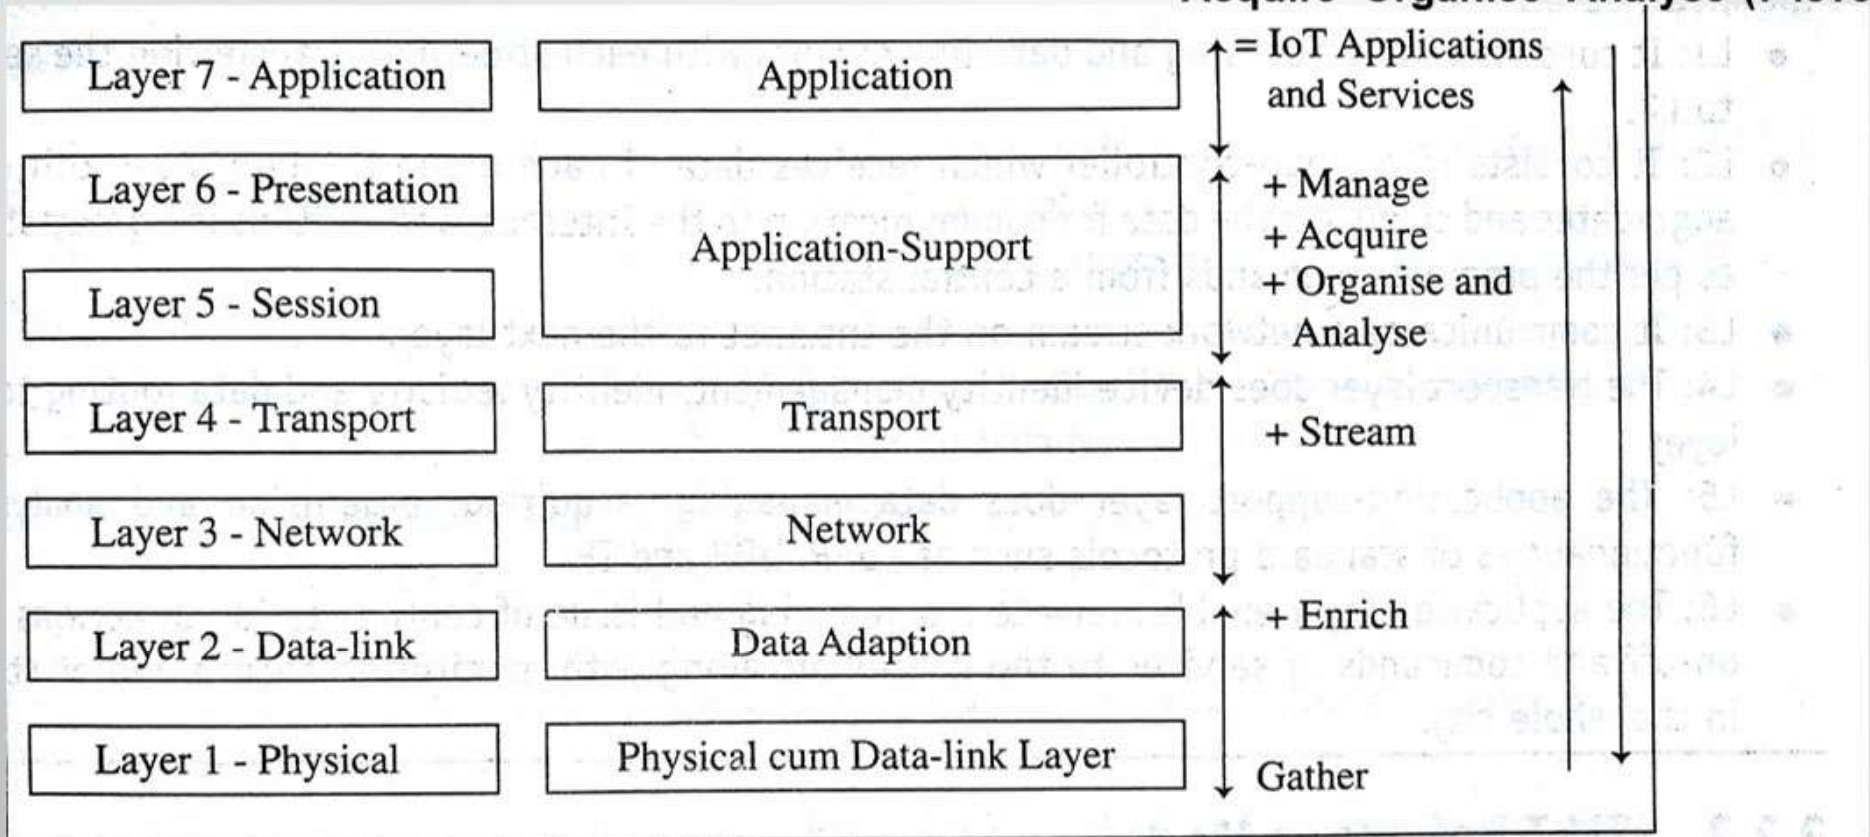 Layer 7 - Application
Layer 6 - Presentation
Layer 5 - Session
Layer 4 - Transport
Layer 3 - Network
Layer 2 - Data-link
Layer 1 - Physical
Application
Application-Support
Transport
Network
Data Adaption
Physical cum Data-link Layer
= IoT Applications
and Services
+ Manage
+ Acquire
+ Organise and
Analyse
+ Stream
+ Enrich
Gather